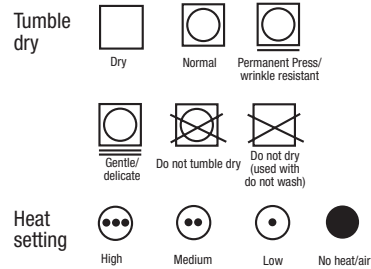 Tumble
dry
Dry
Normal
Permanent Press/
wrinkle resistant
Gentle/
delicate
Do not tumble dry
Do not dry
(used with
do not wash)
Heat
setting
High
Medium
Low
No heat/air